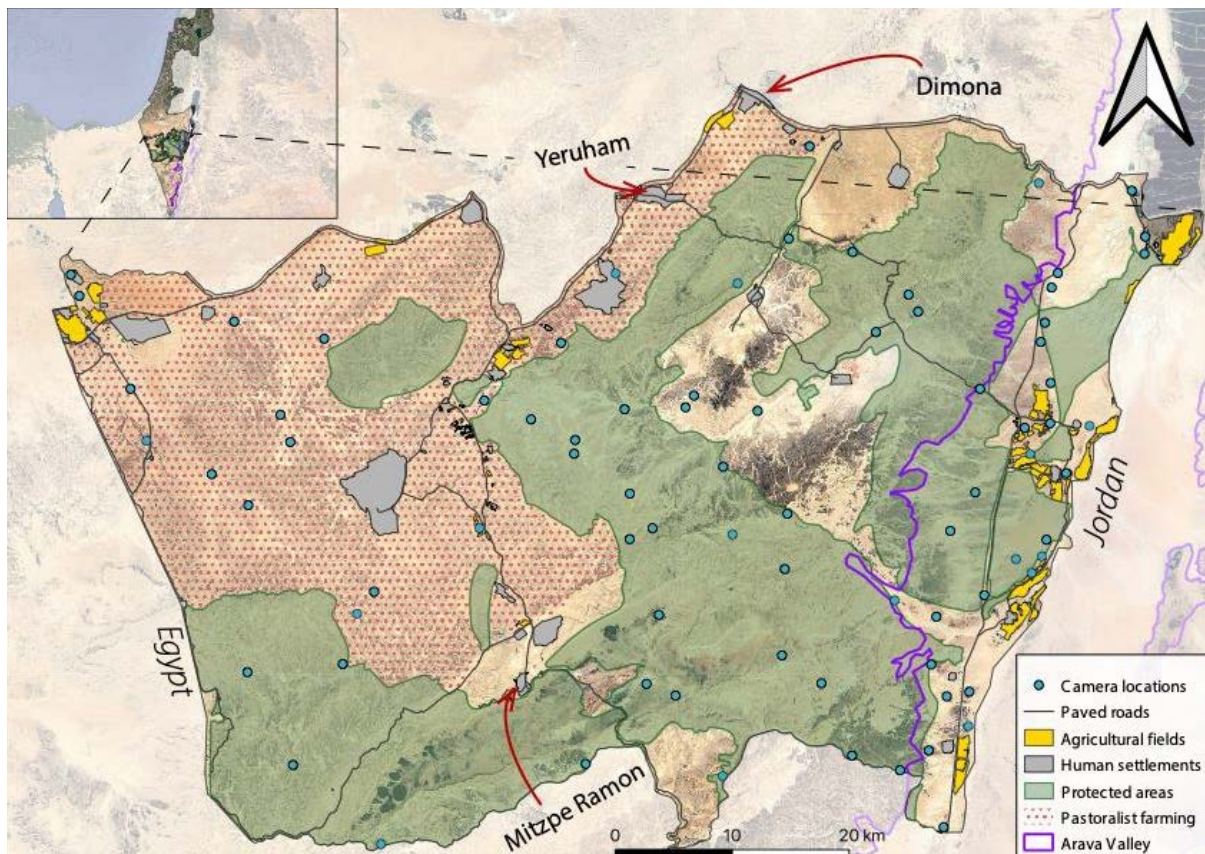 Dimona
Yeruham
Jordan
Egypt
Mitzpe Ramon
0 10 20 km
Camera locations
Paved roads
Agricultural fields
Human settlements
Protected areas
Pastoralist farming
Arava Valley